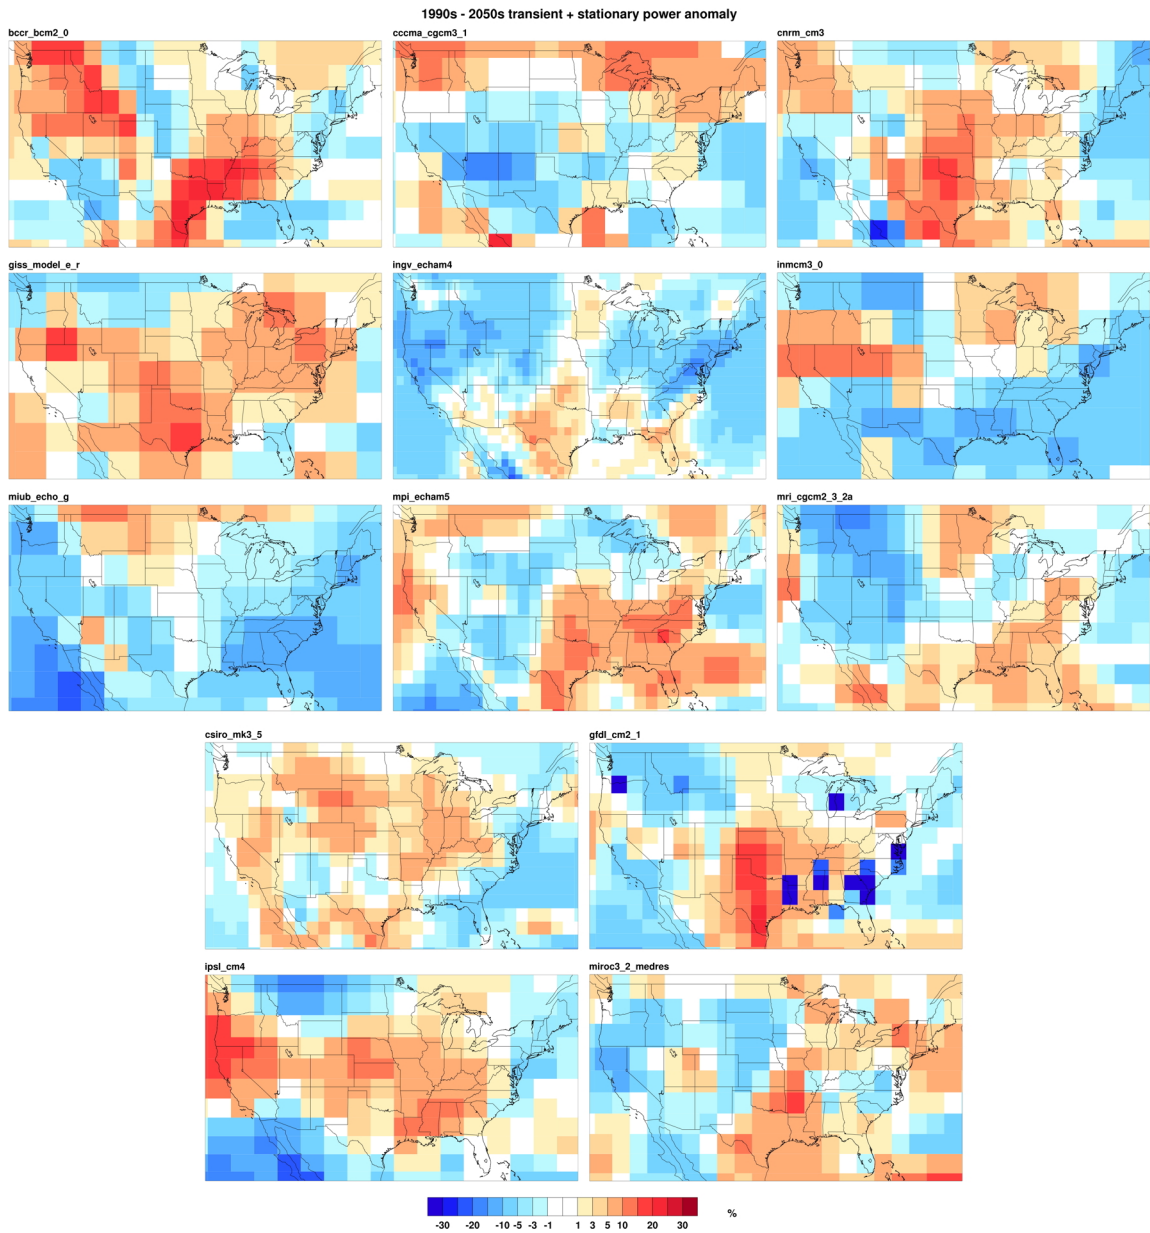 1990s - 2050s transient + stationary power anomaly
bccr_bcm2_0
cccma_cgcm3_1
cnrm_cm3
giss_model_e_r
ingv_echam4
inmcm3_0
miub_echo_g
mpi_echam5
mri_cgcm2_3_2a
csiro_mk3_5
gfdl_cm2_1
ipsl_cm4
miroc3_2_medres
-30 -20 -10 -5 -3 -1 1 3 5 10 20 30 %